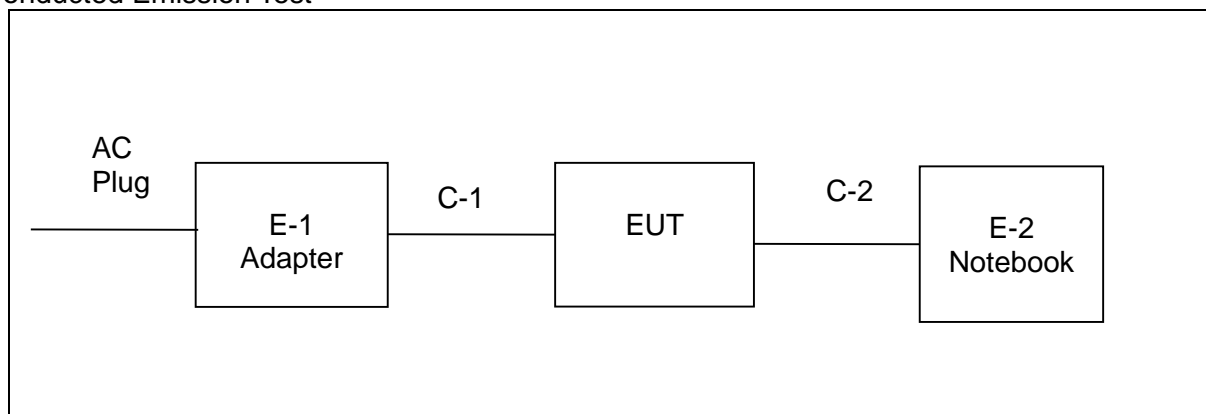 onducted Emission Test
AC
Plug
E-1
Adapter
C-1
EUT
C-2
E-2
Notebook